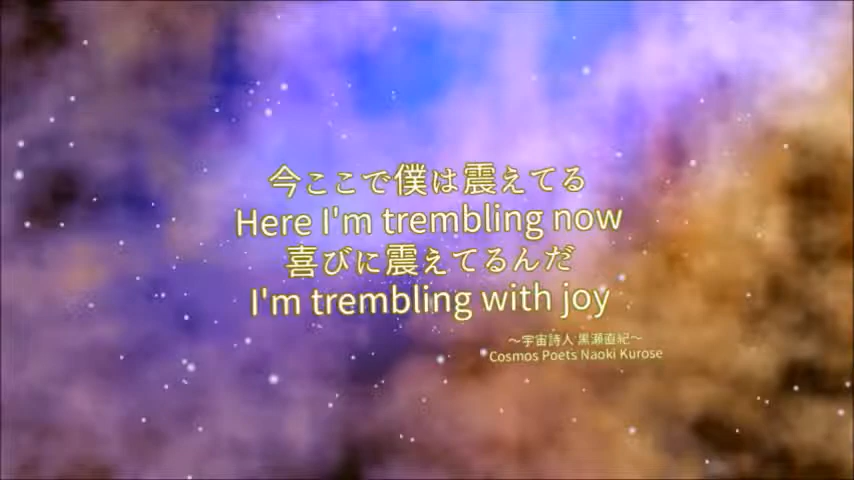 今ここで僕は震えてる
Here I'm trembling now
喜びに震えてるんだ
I'm trembling with joy
～宇宙詩人 黒瀬直紀～
Cosmos Poets Naoki Kurose